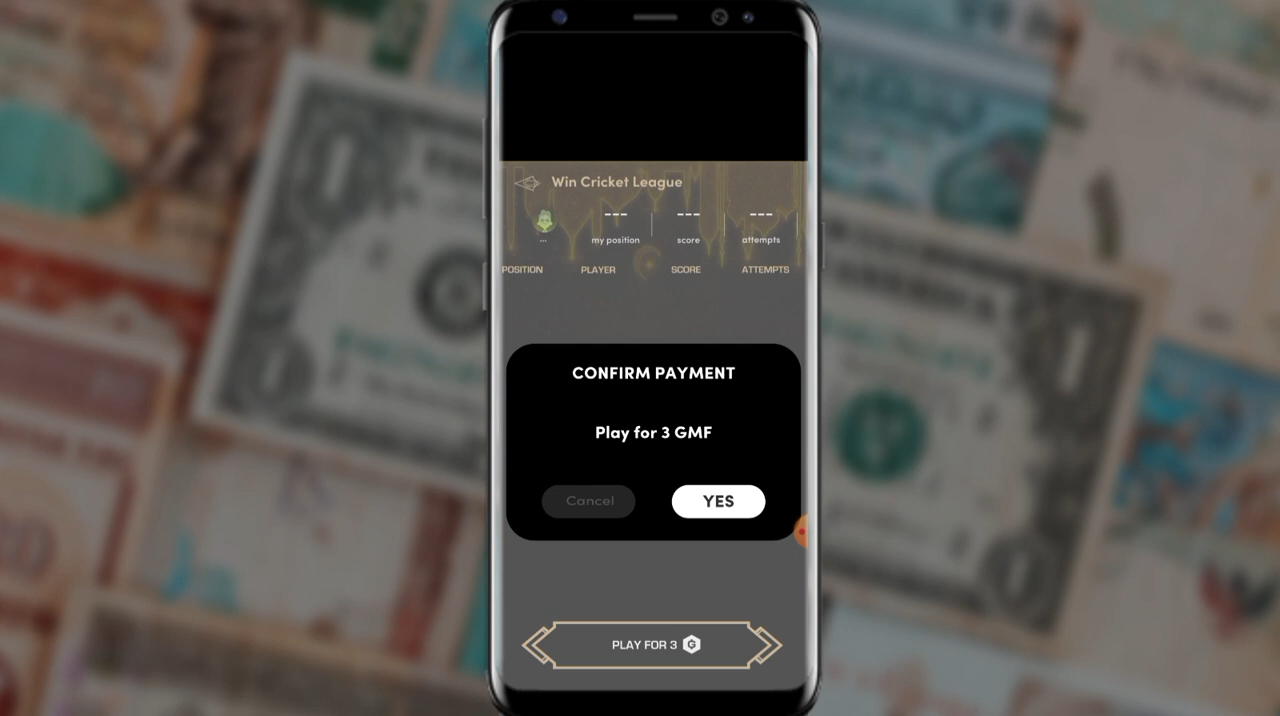 Win Cricket League
--- --- ---
... my position score attempts
POSITION PLAYER SCORE ATTEMPTS
CONFIRM PAYMENT
Play for 3 GMF
Cancel YES
PLAY FOR 3 G